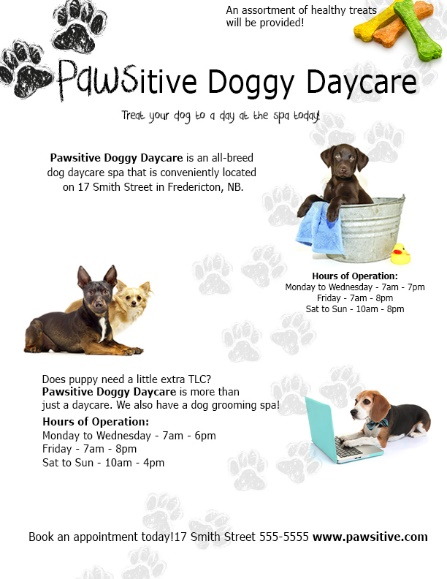 An assortment of healthy treats
will be provided!
Pawsitive Doggy Daycare
Treat your dog to a day at the spa today!
Pawsitive Doggy Daycare is an all-breed
dog daycare spa that is conveniently located
on 17 Smith Street in Fredericton, NB.
Hours of Operation:
Monday to Wednesday - 7am - 7pm
Friday - 7am - 8pm
Sat to Sun - 10am - 8pm
Does puppy need a little extra TLC?
Pawsitive Doggy Daycare is more than
just a daycare. We also have a dog grooming spa!
Hours of Operation:
Monday to Wednesday - 7am - 6pm
Friday - 7am - 8pm
Sat to Sun - 10am - 4pm
Book an appointment today!17 Smith Street 555-5555 www.pawsitive.com